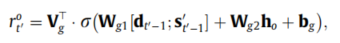 r^o_{t'} = V_g^⊤ · σ(W_{g1}[d_{t'−1}; s'_{t'−1}] + W_{g2}h_o + b_g),